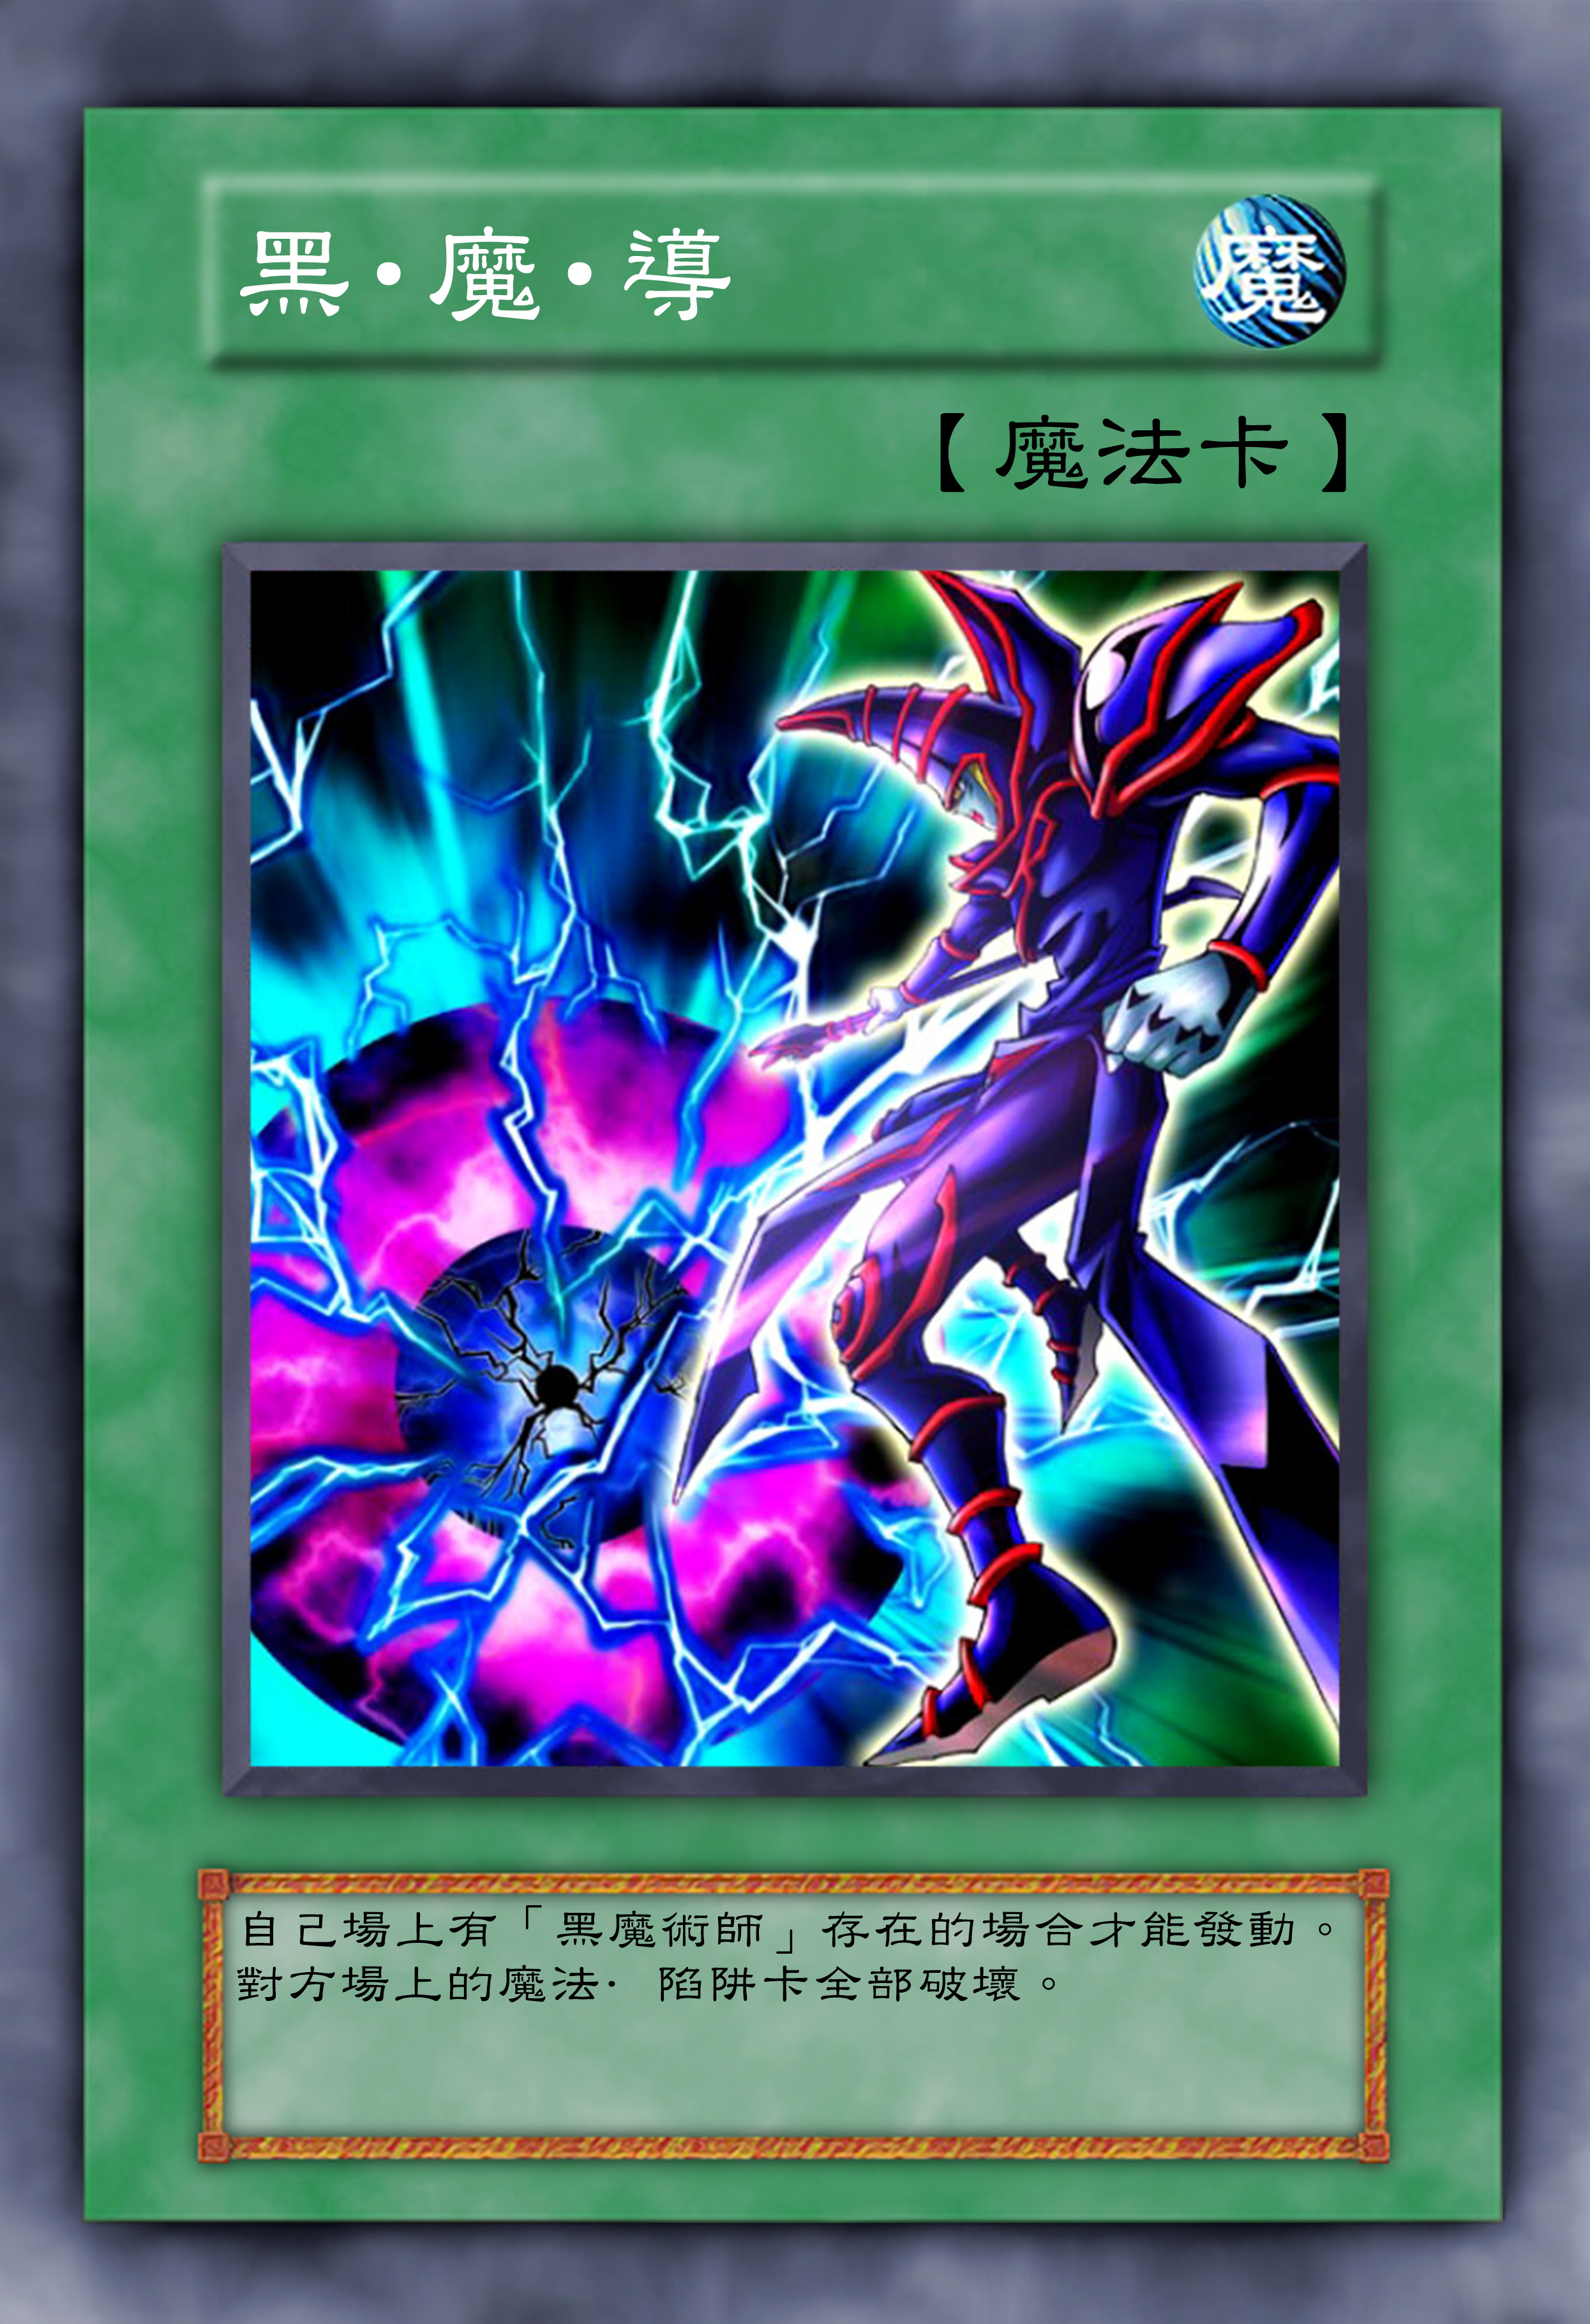 黑·魔·導
魔
【魔法卡】
自己場上有「黑魔術師」存在的場合才能發動。
對方場上的魔法· 陷阱卡全部破壞。